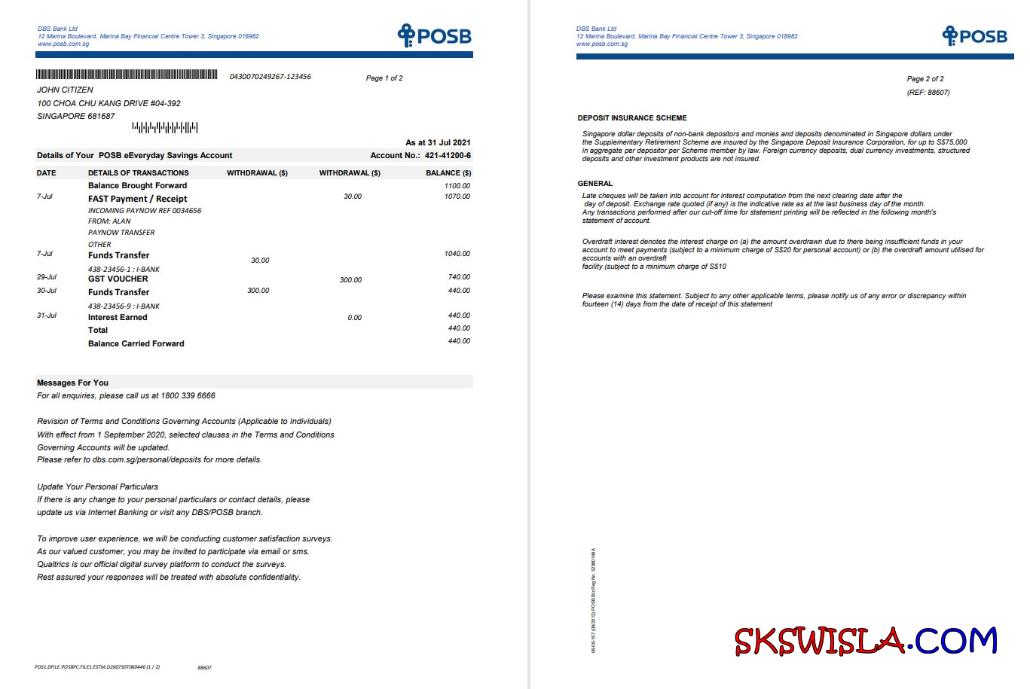 DBS Bank Ltd
12 Marina Boulevard, Marina Bay Financial Centre Tower 3, Singapore 018982
www.posb.com.sg
POSB
0430070249267-123456
Page 1 of 2
JOHN CITIZEN
100 CHOA CHU KANG DRIVE #04-392
SINGAPORE 681687
As at 31 Jul 2021
Details of Your POSB eEveryday Savings Account Account No.: 421-41200-6
DATE DETAILS OF TRANSACTIONS WITHDRAWAL ($) WITHDRAWAL ($) BALANCE ($)
Balance Brought Forward 1100.00
7-Jul FAST Payment / Receipt 30.00 1070.00
INCOMING PAYNOW REF 0034656
FROM: ALAN
PAYNOW TRANSFER
OTHER
7-Jul Funds Transfer 30.00 1040.00
438-23456-1 : I-BANK
29-Jul GST VOUCHER 300.00 740.00
30-Jul Funds Transfer 300.00 440.00
438-23456-9 : I-BANK
31-Jul Interest Earned 0.00 440.00
Total 440.00
Balance Carried Forward 440.00
Messages For You
For all enquiries, please call us at 1800 339 6666
Revision of Terms and Conditions Governing Accounts (Applicable to Individuals)
With effect from 1 September 2020, selected clauses in the Terms and Conditions
Governing Accounts will be updated.
Please refer to dbs.com.sg/personal/deposits for more details.
Update Your Personal Particulars
If there is any change to your personal particulars or contact details, please
update us via Internet Banking or visit any DBS/POSB branch.
To improve user experience, we will be conducting customer satisfaction surveys.
As our valued customer, you may be invited to participate via email or sms.
Qualtrics is our official digital survey platform to conduct the surveys.
Rest assured your responses will be treated with absolute confidentiality.
88607
DBS Bank Ltd
12 Marina Boulevard, Marina Bay Financial Centre Tower 3, Singapore 018982
www.posb.com.sg
POSB
Page 2 of 2
(REF: 88607)
DEPOSIT INSURANCE SCHEME
Singapore dollar deposits of non-bank depositors and monies and deposits denominated in Singapore dollars under
the Supplementary Retirement Scheme are insured by the Singapore Deposit Insurance Corporation, for up to S$75,000
in aggregate per depositor per Scheme member by law. Foreign currency deposits, dual currency investments, structured
deposits and other investment products are not insured.
GENERAL
Late cheques will be taken into account for interest computation from the next clearing date after the
day of deposit. Exchange rate quoted (if any) is the indicative rate as at the last business day of the month.
Any transactions performed after our cut-off time for statement printing will be reflected in the following month's
statement of account.
Overdraft interest denotes the interest charge on (a) the amount overdrawn due to there being insufficient funds in your
account to meet payments (subject to a minimum charge of S$20 for personal account) or (b) the overdraft amount utilised for
accounts with an overdraft
facility (subject to a minimum charge of S$10
Please examine this statement. Subject to any other applicable terms, please notify us of any error or discrepancy within
fourteen (14) days from the date of receipt of this statement
SKSWISLA.COM